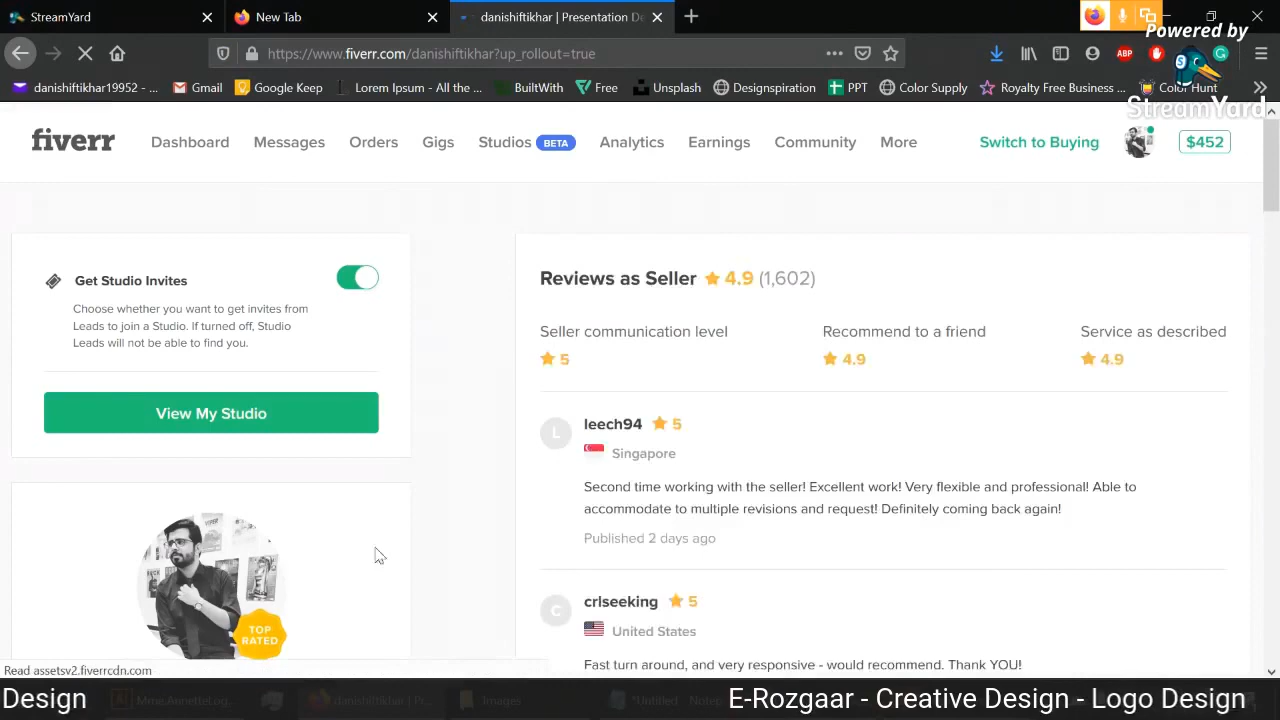 StreamYard
New Tab
danishiftikhar | Presentation De
Powered by
https://www.fiverr.com/danishiftikhar?up_rollout=true
ABP
StreamYard
danishiftikhar19952 - ...
Gmail
Google Keep
Lorem Ipsum - All the ...
BuiltWith
Free
Unsplash
Designspiration
PPT
Color Supply
Royalty Free Business ...
Color Hunt
fiverr
Dashboard
Messages
Orders
Gigs
Studios BETA
Analytics
Earnings
Community
More
Switch to Buying
$452
Get Studio Invites
Choose whether you want to get invites from
Leads to join a Studio. If turned off, Studio
Leads will not be able to find you.
View My Studio
TOP
RATED
Reviews as Seller 4.9 (1,602)
Seller communication level
5
Recommend to a friend
4.9
Service as described
4.9
L
leech94 5
Singapore
Second time working with the seller! Excellent work! Very flexible and professional! Able to
accommodate to multiple revisions and request! Definitely coming back again!
Published 2 days ago
C
crlseeking 5
United States
Fast turn around, and very responsive - would recommend. Thank YOU!
Read assetsv2.fiverrcdn.com
danishiftikhar | Pr...
Images
Design
E-Rozgaar - Creative Design - Logo Design